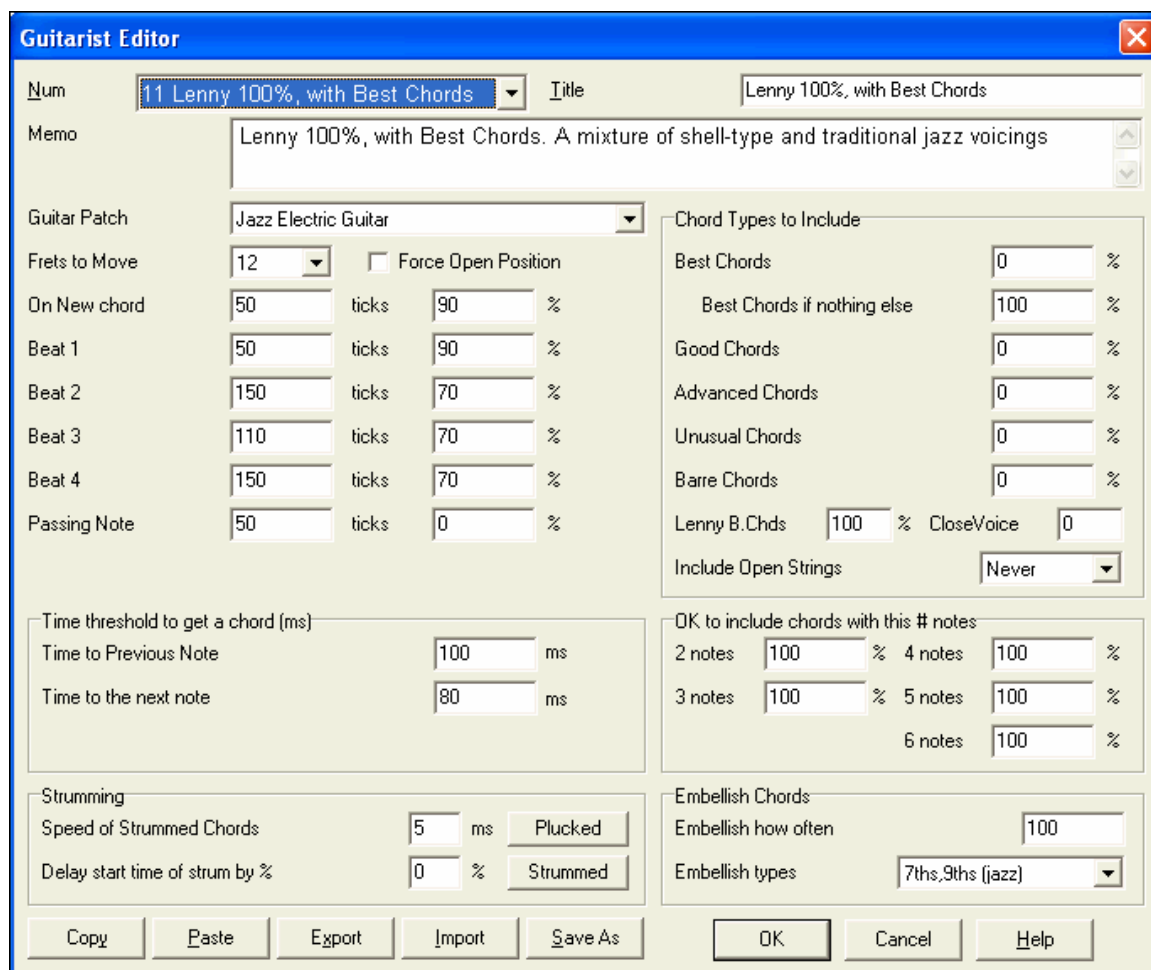 Guitarist Editor
Num 11 Lenny 100%, with Best Chords Title Lenny 100%, with Best Chords
Memo Lenny 100%, with Best Chords. A mixture of shell-type and traditional jazz voicings
Guitar Patch Jazz Electric Guitar
Frets to Move 12 Force Open Position
On New chord 50 ticks 90 %
Beat 1 50 ticks 90 %
Beat 2 150 ticks 70 %
Beat 3 110 ticks 70 %
Beat 4 150 ticks 70 %
Passing Note 50 ticks 0 %
Chord Types to Include
Best Chords 0 %
Best Chords if nothing else 100 %
Good Chords 0 %
Advanced Chords 0 %
Unusual Chords 0 %
Barre Chords 0 %
Lenny B.Chds 100 % CloseVoice 0
Include Open Strings Never
Time threshold to get a chord (ms)
Time to Previous Note 100 ms
Time to the next note 80 ms
OK to include chords with this # notes
2 notes 100 % 4 notes 100 %
3 notes 100 % 5 notes 100 %
6 notes 100 %
Strumming
Speed of Strummed Chords 5 ms Plucked
Delay start time of strum by % 0 % Strummed
Embellish Chords
Embellish how often 100
Embellish types 7ths,9ths (jazz)
Copy Paste Export Import Save As OK Cancel Help